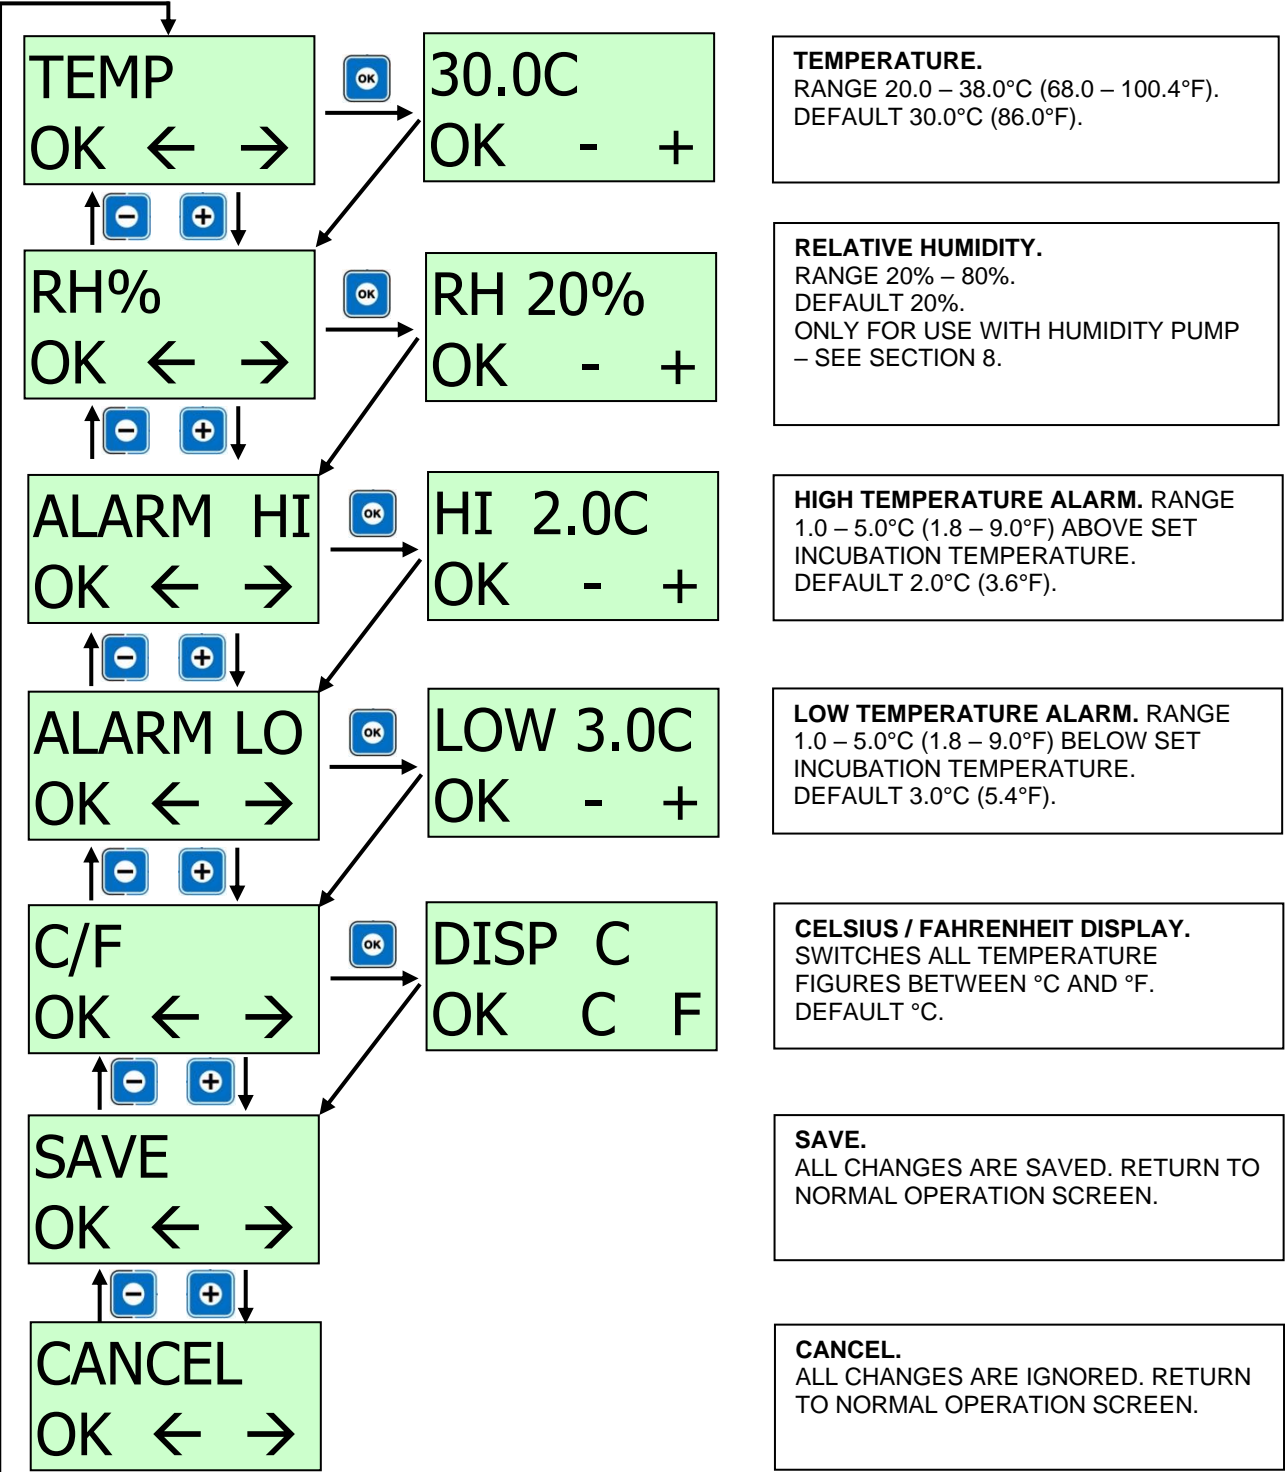 TEMP
OK ← →
OK
30.0C
OK - +
TEMPERATURE.
RANGE 20.0 – 38.0°C (68.0 – 100.4°F).
DEFAULT 30.0°C (86.0°F).
RH%
OK ← →
OK
RH 20%
OK - +
RELATIVE HUMIDITY.
RANGE 20% – 80%.
DEFAULT 20%.
ONLY FOR USE WITH HUMIDITY PUMP
– SEE SECTION 8.
ALARM HI
OK ← →
OK
HI 2.0C
OK - +
HIGH TEMPERATURE ALARM. RANGE
1.0 – 5.0°C (1.8 – 9.0°F) ABOVE SET
INCUBATION TEMPERATURE.
DEFAULT 2.0°C (3.6°F).
ALARM LO
OK ← →
OK
LOW 3.0C
OK - +
LOW TEMPERATURE ALARM. RANGE
1.0 – 5.0°C (1.8 – 9.0°F) BELOW SET
INCUBATION TEMPERATURE.
DEFAULT 3.0°C (5.4°F).
C/F
OK ← →
OK
DISP C
OK C F
CELSIUS / FAHRENHEIT DISPLAY.
SWITCHES ALL TEMPERATURE
FIGURES BETWEEN °C AND °F.
DEFAULT °C.
SAVE
OK ← →
SAVE.
ALL CHANGES ARE SAVED. RETURN TO
NORMAL OPERATION SCREEN.
CANCEL
OK ← →
CANCEL.
ALL CHANGES ARE IGNORED. RETURN
TO NORMAL OPERATION SCREEN.